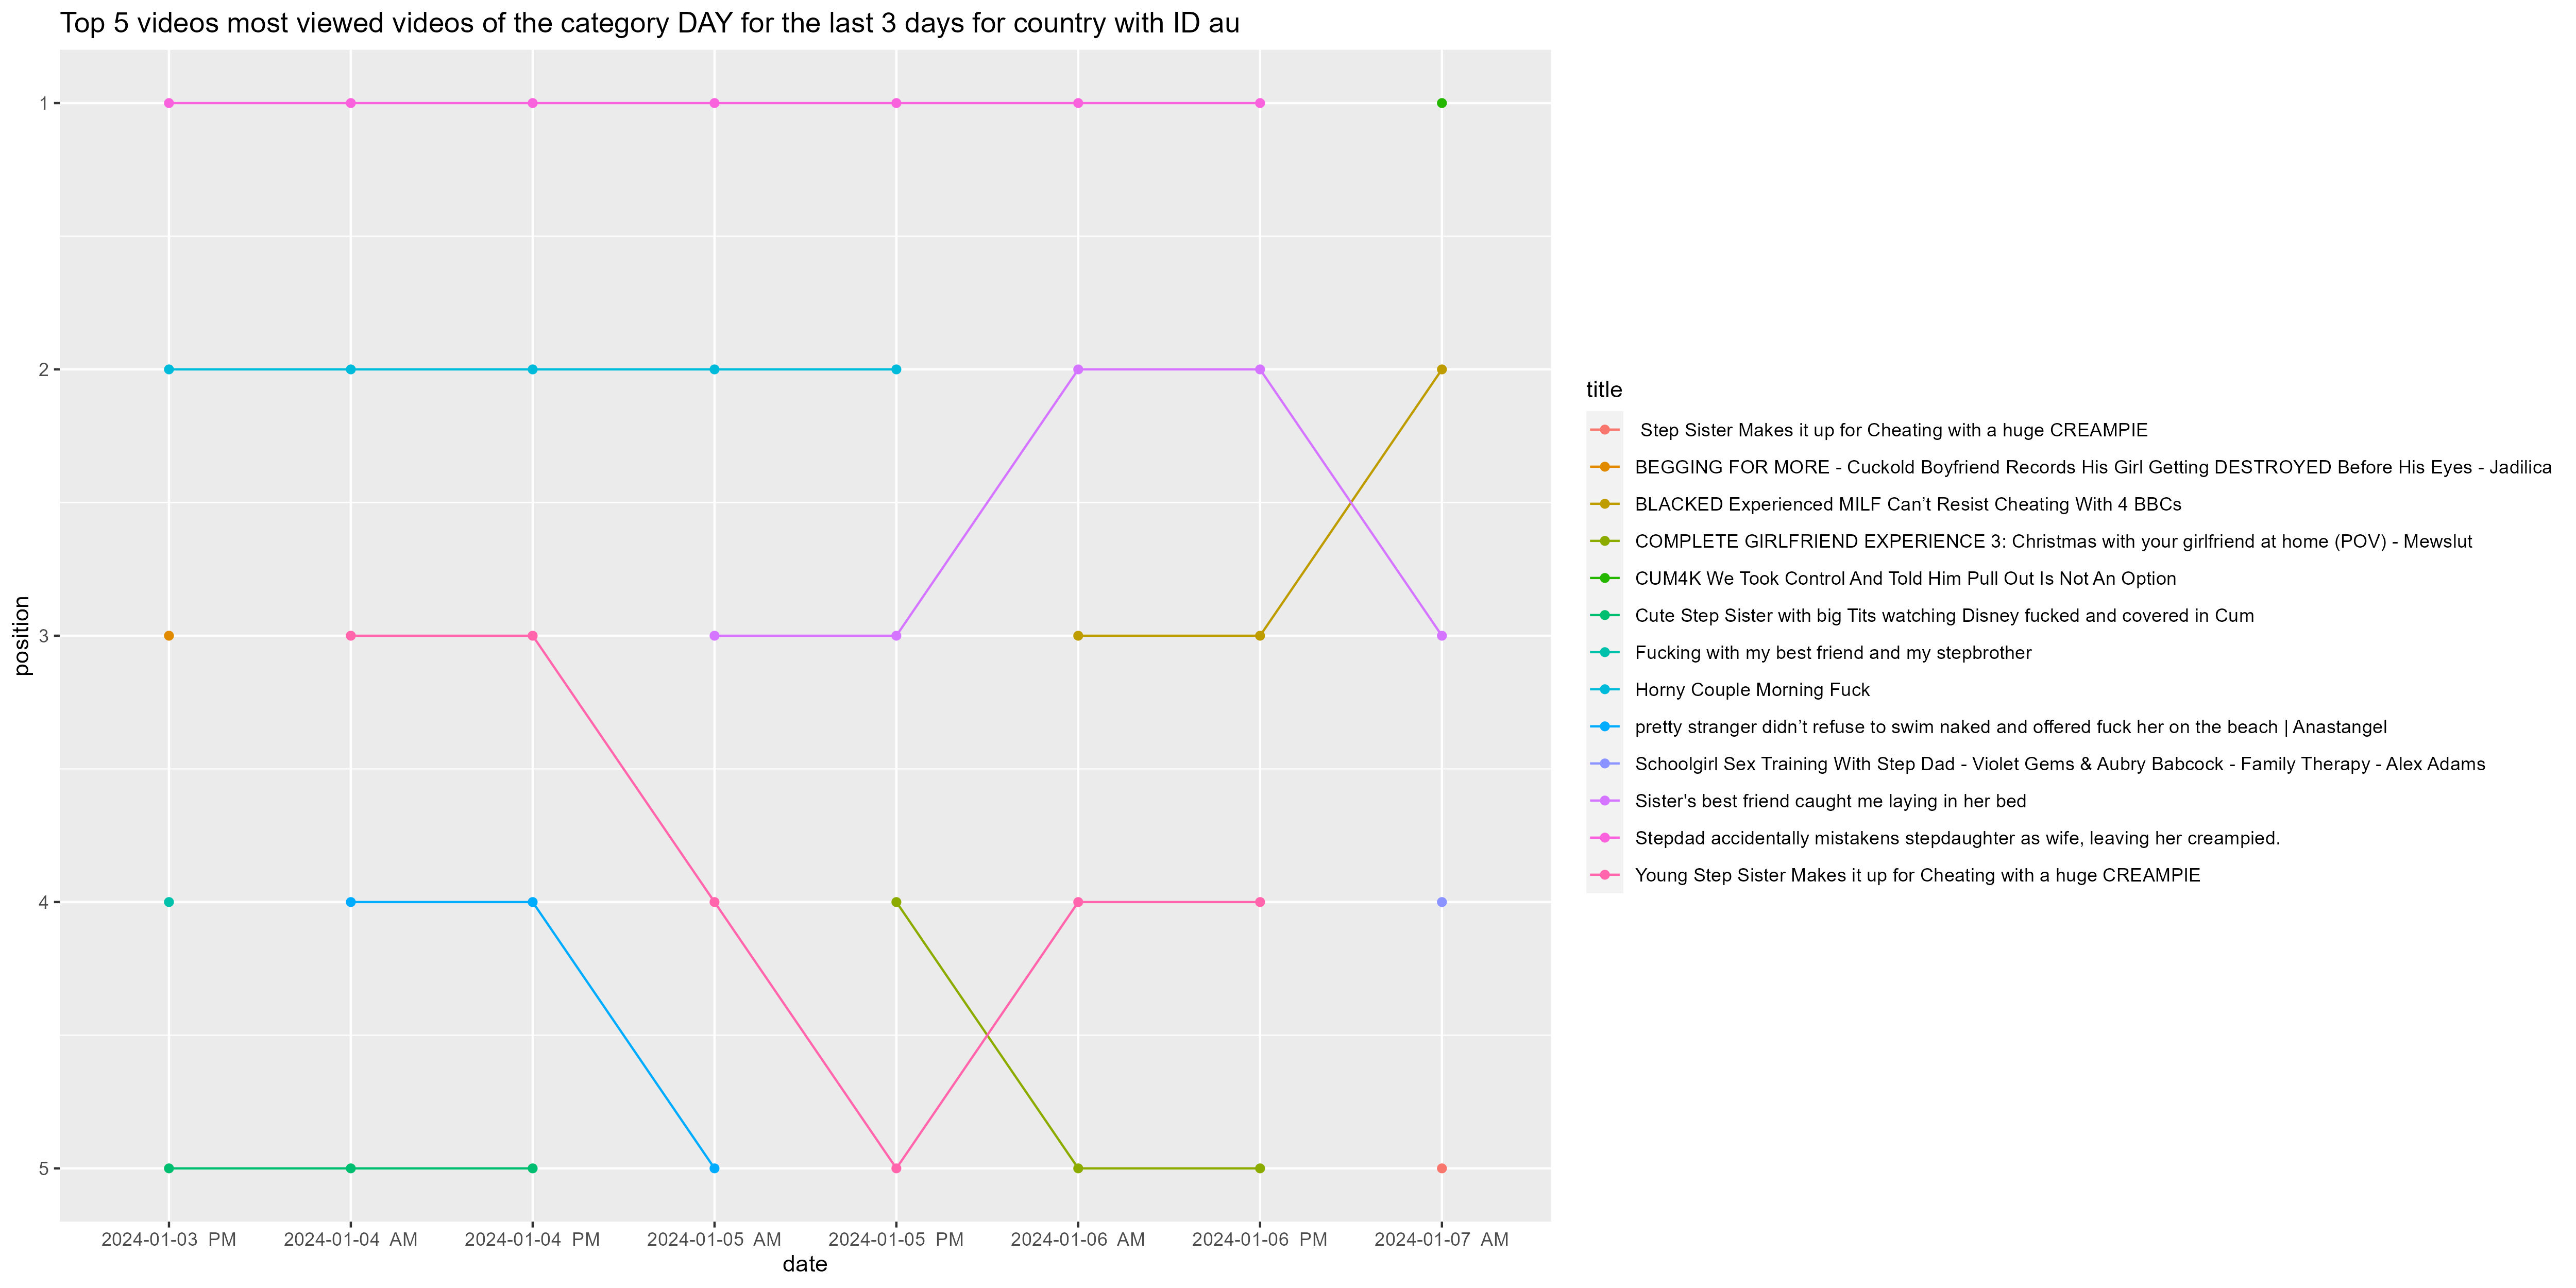 Top 5 videos most viewed videos of the category DAY for the last 3 days for country with ID au
1
2
3
4
5
position
2024-01-03 PM
2024-01-04 AM
2024-01-04 PM
2024-01-05 AM
2024-01-05 PM
2024-01-06 AM
2024-01-06 PM
2024-01-07 AM
date
title
Step Sister Makes it up for Cheating with a huge CREAMPIE
BEGGING FOR MORE - Cuckold Boyfriend Records His Girl Getting DESTROYED Before His Eyes - Jadilica
BLACKED Experienced MILF Can’t Resist Cheating With 4 BBCs
COMPLETE GIRLFRIEND EXPERIENCE 3: Christmas with your girlfriend at home (POV) - Mewslut
CUM4K We Took Control And Told Him Pull Out Is Not An Option
Cute Step Sister with big Tits watching Disney fucked and covered in Cum
Fucking with my best friend and my stepbrother
Horny Couple Morning Fuck
pretty stranger didn’t refuse to swim naked and offered fuck her on the beach | Anastangel
Schoolgirl Sex Training With Step Dad - Violet Gems & Aubry Babcock - Family Therapy - Alex Adams
Sister's best friend caught me laying in her bed
Stepdad accidentally mistakens stepdaughter as wife, leaving her creampied.
Young Step Sister Makes it up for Cheating with a huge CREAMPIE